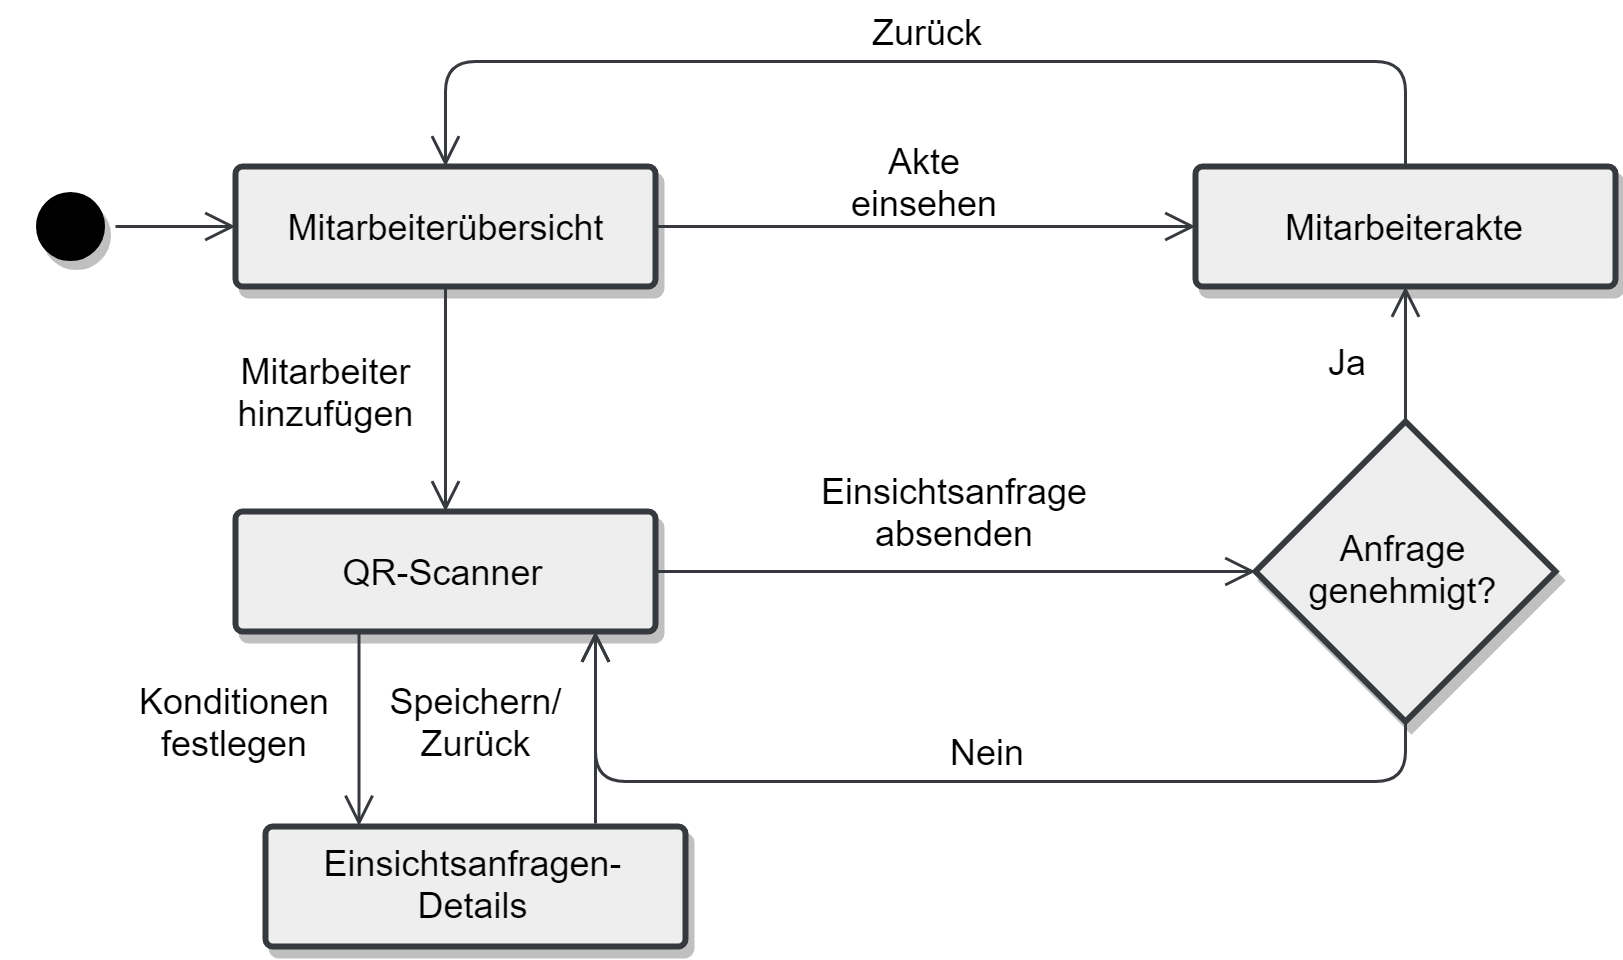 Zurück
Akte
einsehen
Mitarbeiterübersicht
Mitarbeiterakte
Mitarbeiter
hinzufügen
Ja
Einsichtsanfrage
absenden
QR-Scanner
Anfrage
genehmigt?
Konditionen
festlegen
Speichern/
Zurück
Nein
Einsichtsanfragen-
Details